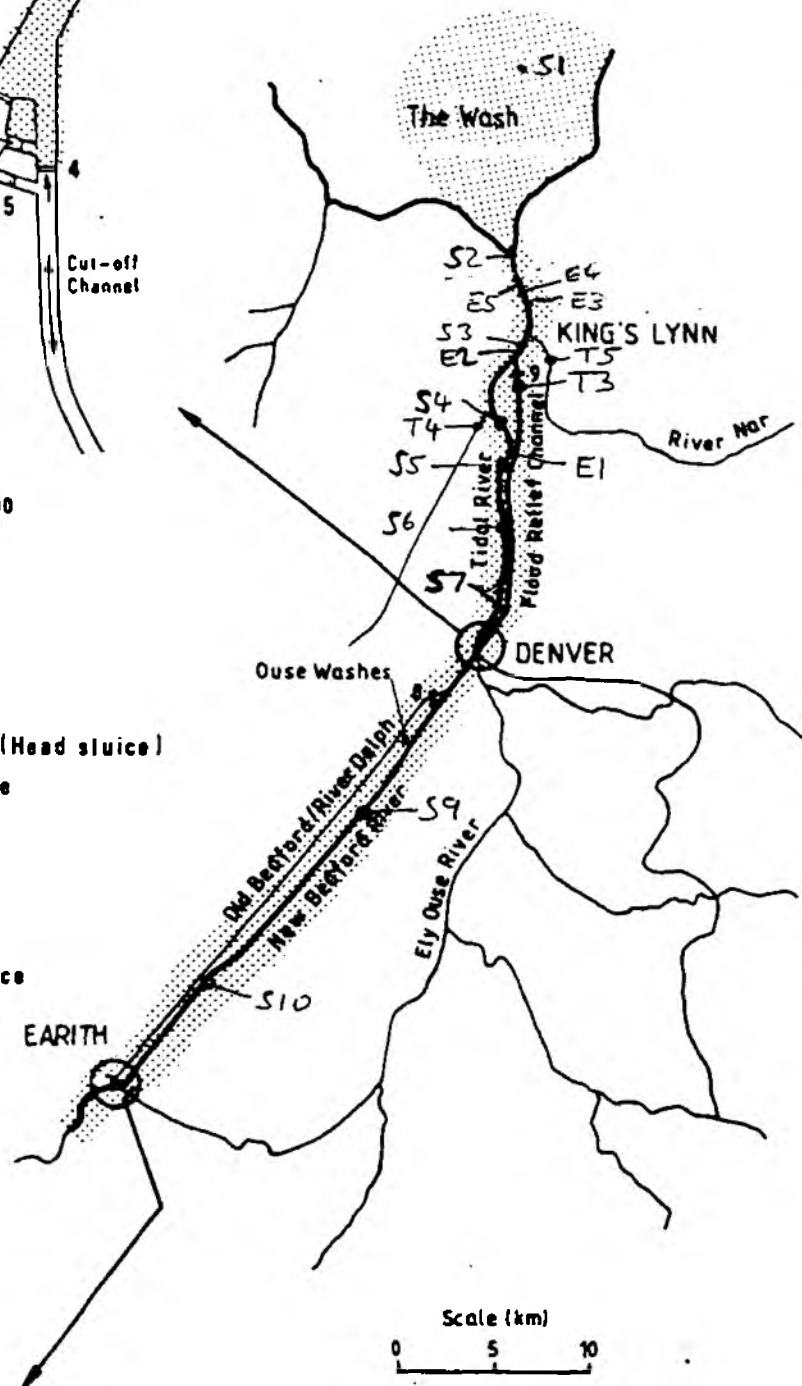 S1
The Wash
4
5
Cut-off
Channel
S2
E4
E5
E3
S3
KING'S LYNN
E2
T5
9
T3
S4
T4
River Nar
S5
E1
Tidal River
Flood Relief Channel
S6
S7
DENVER
Ouse Washes
8
(Head sluice)
Old Bedford/River Delph
S9
New Bedford River
Ely Ouse River
S10
EARITH
Scale (km)
0 5 10